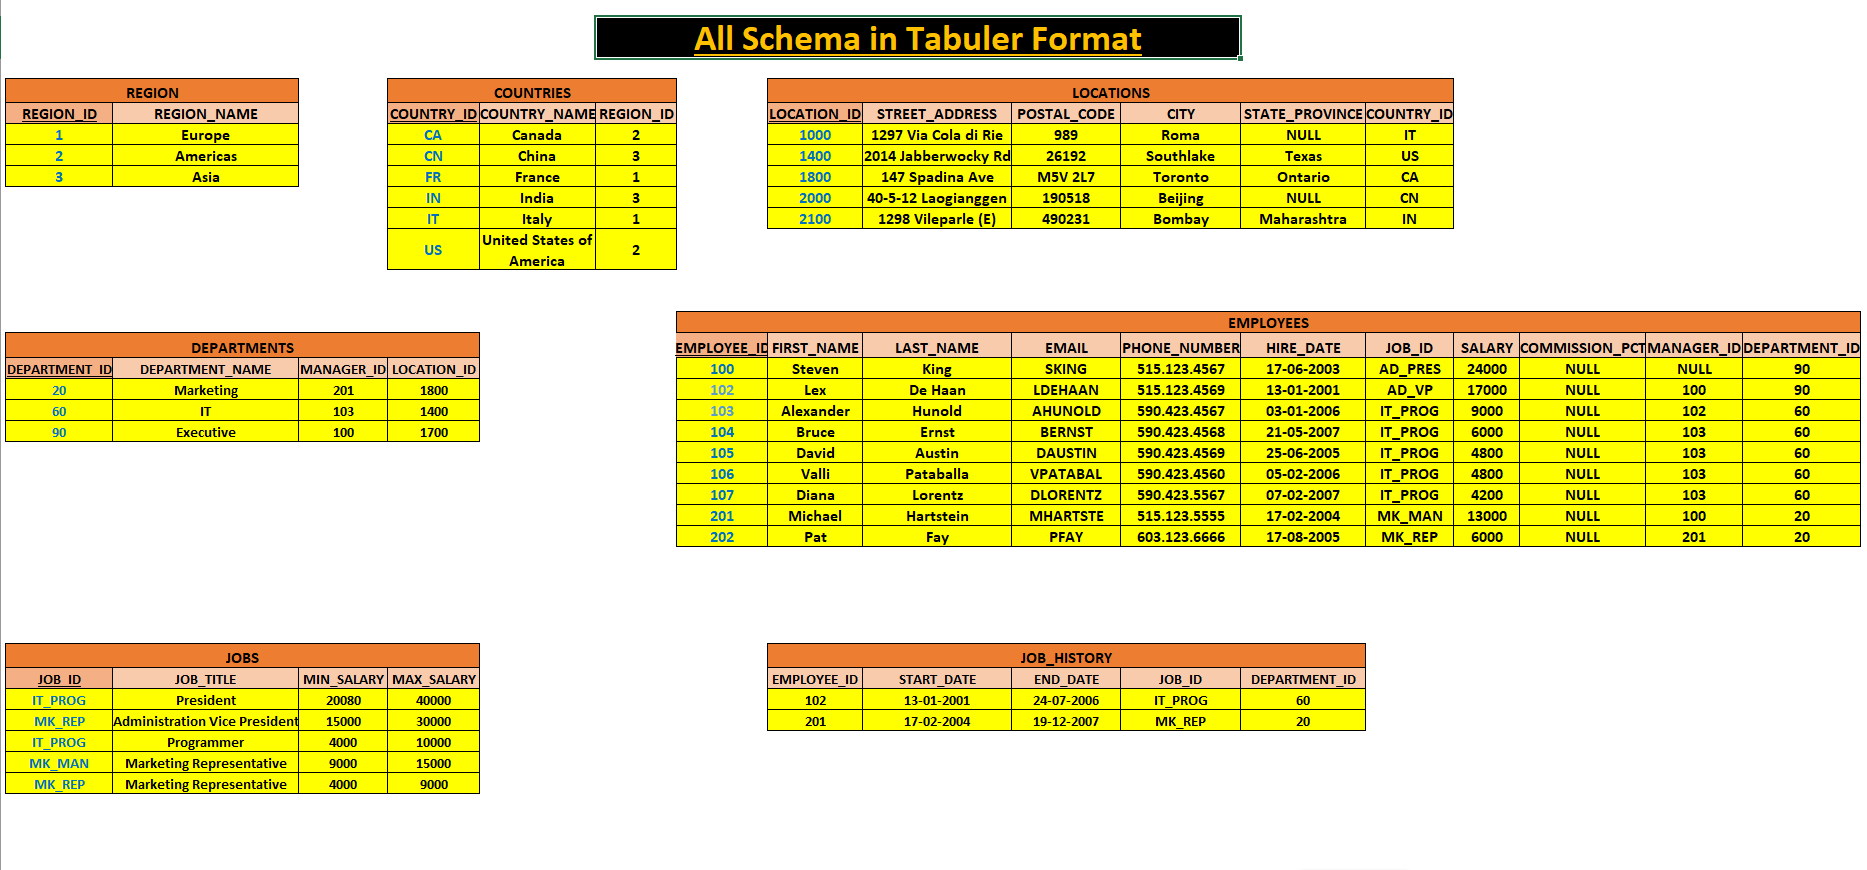 All Schema in Tabuler Format
REGION
REGION_ID REGION_NAME
1 Europe
2 Americas
3 Asia
COUNTRIES
COUNTRY_ID COUNTRY_NAME REGION_ID
CA Canada 2
CN China 3
FR France 1
IN India 3
IT Italy 1
US United States of America 2
LOCATIONS
LOCATION_ID STREET_ADDRESS POSTAL_CODE CITY STATE_PROVINCE COUNTRY_ID
1000 1297 Via Cola di Rie 989 Roma NULL IT
1400 2014 Jabberwocky Rd 26192 Southlake Texas US
1800 147 Spadina Ave M5V 2L7 Toronto Ontario CA
2000 40-5-12 Laogianggen 190518 Beijing NULL CN
2100 1298 Vileparle (E) 490231 Bombay Maharashtra IN
DEPARTMENTS
DEPARTMENT_ID DEPARTMENT_NAME MANAGER_ID LOCATION_ID
20 Marketing 201 1800
60 IT 103 1400
90 Executive 100 1700
EMPLOYEES
EMPLOYEE_ID FIRST_NAME LAST_NAME EMAIL PHONE_NUMBER HIRE_DATE JOB_ID SALARY COMMISSION_PCT MANAGER_ID DEPARTMENT_ID
100 Steven King SKING 515.123.4567 17-06-2003 AD_PRES 24000 NULL NULL 90
102 Lex De Haan LDEHAAN 515.123.4569 13-01-2001 AD_VP 17000 NULL 100 90
103 Alexander Hunold AHUNOLD 590.423.4567 03-01-2006 IT_PROG 9000 NULL 102 60
104 Bruce Ernst BERNST 590.423.4568 21-05-2007 IT_PROG 6000 NULL 103 60
105 David Austin DAUSTIN 590.423.4569 25-06-2005 IT_PROG 4800 NULL 103 60
106 Valli Pataballa VPATABAL 590.423.4560 05-02-2006 IT_PROG 4800 NULL 103 60
107 Diana Lorentz DLORENTZ 590.423.5567 07-02-2007 IT_PROG 4200 NULL 103 60
201 Michael Hartstein MHARTSTE 515.123.5555 17-02-2004 MK_MAN 13000 NULL 100 20
202 Pat Fay PFAY 603.123.6666 17-08-2005 MK_REP 6000 NULL 201 20
JOBS
JOB_ID JOB_TITLE MIN_SALARY MAX_SALARY
IT_PROG President 20080 40000
MK_REP Administration Vice President 15000 30000
IT_PROG Programmer 4000 10000
MK_MAN Marketing Representative 9000 15000
MK_REP Marketing Representative 4000 9000
JOB_HISTORY
EMPLOYEE_ID START_DATE END_DATE JOB_ID DEPARTMENT_ID
102 13-01-2001 24-07-2006 IT_PROG 60
201 17-02-2004 19-12-2007 MK_REP 20